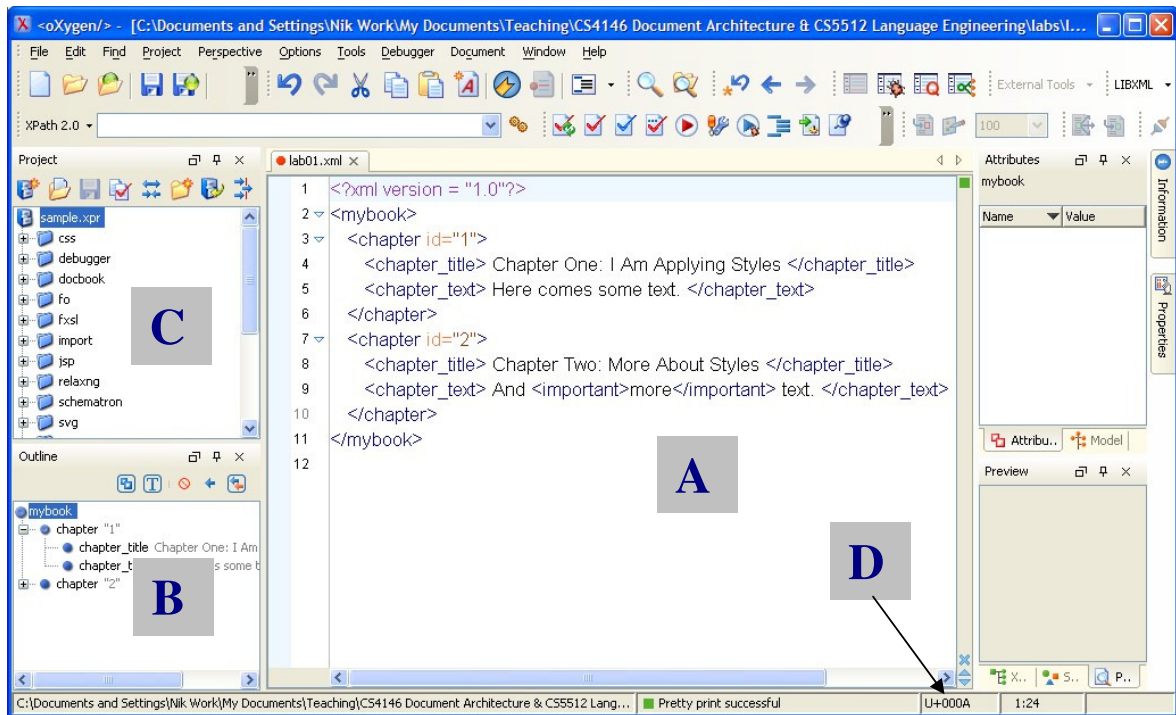 <oXygen/> - [C:\Documents and Settings\Nik Work\My Documents\Teaching\CS4146 Document Architecture & CS5512 Language Engineering\labs\l...
File Edit Find Project Perspective Options Tools Debugger Document Window Help
External Tools LIBXML
XPath 2.0 100
Project
sample.xpr
css
debugger
docbook
fo
fxsl
import
jsp
relaxng
schematron
svg
C
Outline
mybook
chapter "1"
chapter_title Chapter One: I Am
chapter_t s some t
chapter "2"
B
lab01.xml
1 <?xml version = "1.0"?>
2 <mybook>
3 <chapter id="1">
4 <chapter_title> Chapter One: I Am Applying Styles </chapter_title>
5 <chapter_text> Here comes some text. </chapter_text>
6 </chapter>
7 <chapter id="2">
8 <chapter_title> Chapter Two: More About Styles </chapter_title>
9 <chapter_text> And <important>more</important> text. </chapter_text>
10 </chapter>
11 </mybook>
12
A
D
Attributes
mybook
Name Value
Attribu.. Model
Preview
X.. S.. P..
Information
Properties
C:\Documents and Settings\Nik Work\My Documents\Teaching\CS4146 Document Architecture & CS5512 Lang... Pretty print successful U+000A 1:24